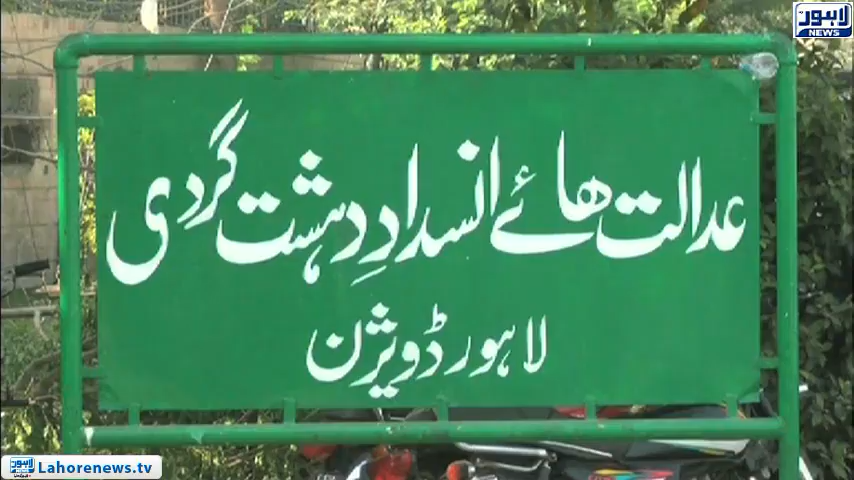 لاہور
NEWS
عدالت ھائے انسدادِ دہشت گردی
لاہور ڈویژن
Lahorenews.tv